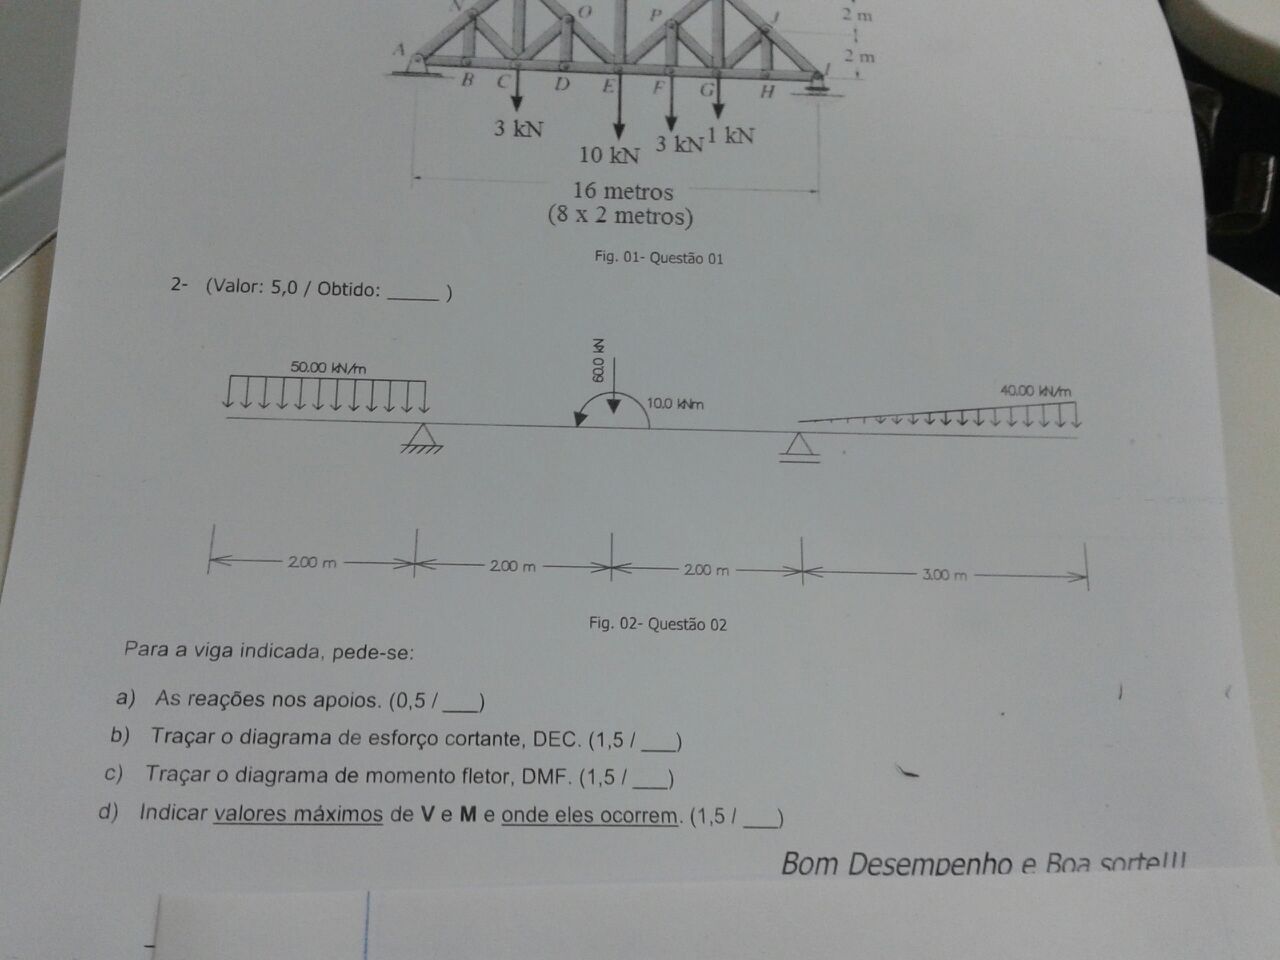 N O P J
2 m
A I 2 m
B C D E F G H
3 kN 10 kN 3 kN 1 kN
16 metros
(8 x 2 metros)
Fig. 01- Questão 01
2- (Valor: 5,0 / Obtido: _____ )
50.00 kN/m 60.0 kN 10.0 kNm 40.00 kN/m
2.00 m 2.00 m 2.00 m 3.00 m
Fig. 02- Questão 02
Para a viga indicada, pede-se:
a) As reações nos apoios. (0,5 / ___)
b) Traçar o diagrama de esforço cortante, DEC. (1,5 / ___)
c) Traçar o diagrama de momento fletor, DMF. (1,5 / ___)
d) Indicar valores máximos de V e M e onde eles ocorrem. (1,5 / ___)
Bom Desempenho e Boa sorte!!!